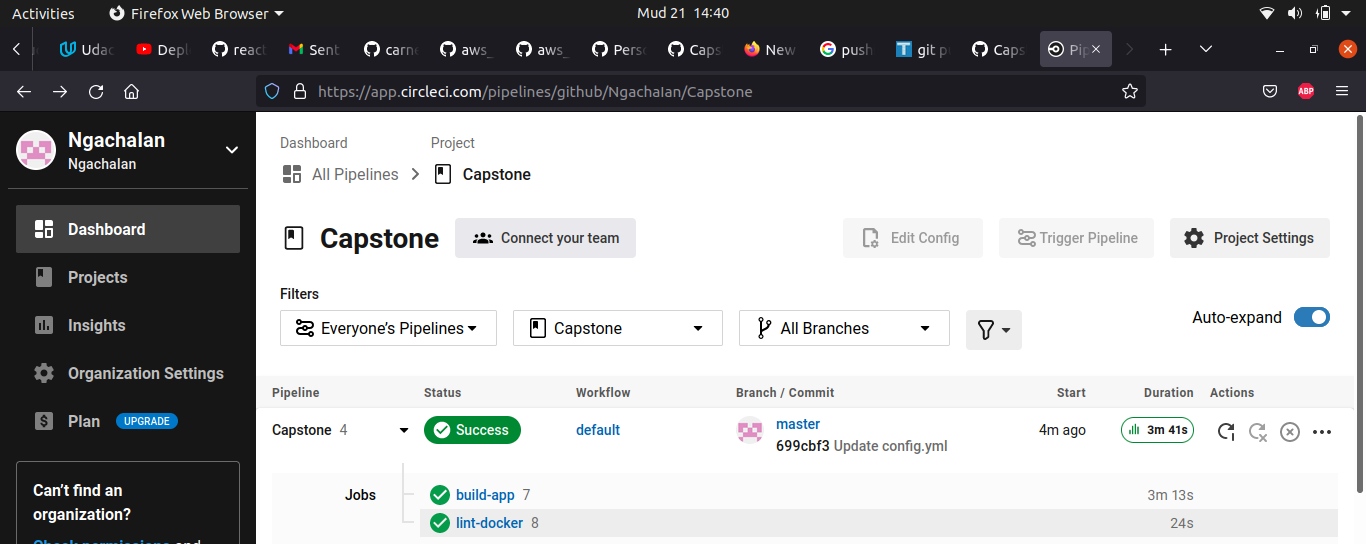 Activities Firefox Web Browser Mud 21 14:40
Udac Depl react Sent carne aws_ aws_ Perso Caps New push git p Caps Pip
https://app.circleci.com/pipelines/github/Ngachalan/Capstone ABP
Ngachalan
Ngachalan
Dashboard
Projects
Insights
Organization Settings
Plan UPGRADE
Can't find an
organization?
Dashboard Project
All Pipelines Capstone
Capstone Connect your team Edit Config Trigger Pipeline Project Settings
Filters
Everyone's Pipelines Capstone All Branches Auto-expand
Pipeline Status Workflow Branch / Commit Start Duration Actions
Capstone 4 Success default master 4m ago 3m 41s
699cbf3 Update config.yml
Jobs build-app 7 3m 13s
lint-docker 8 24s